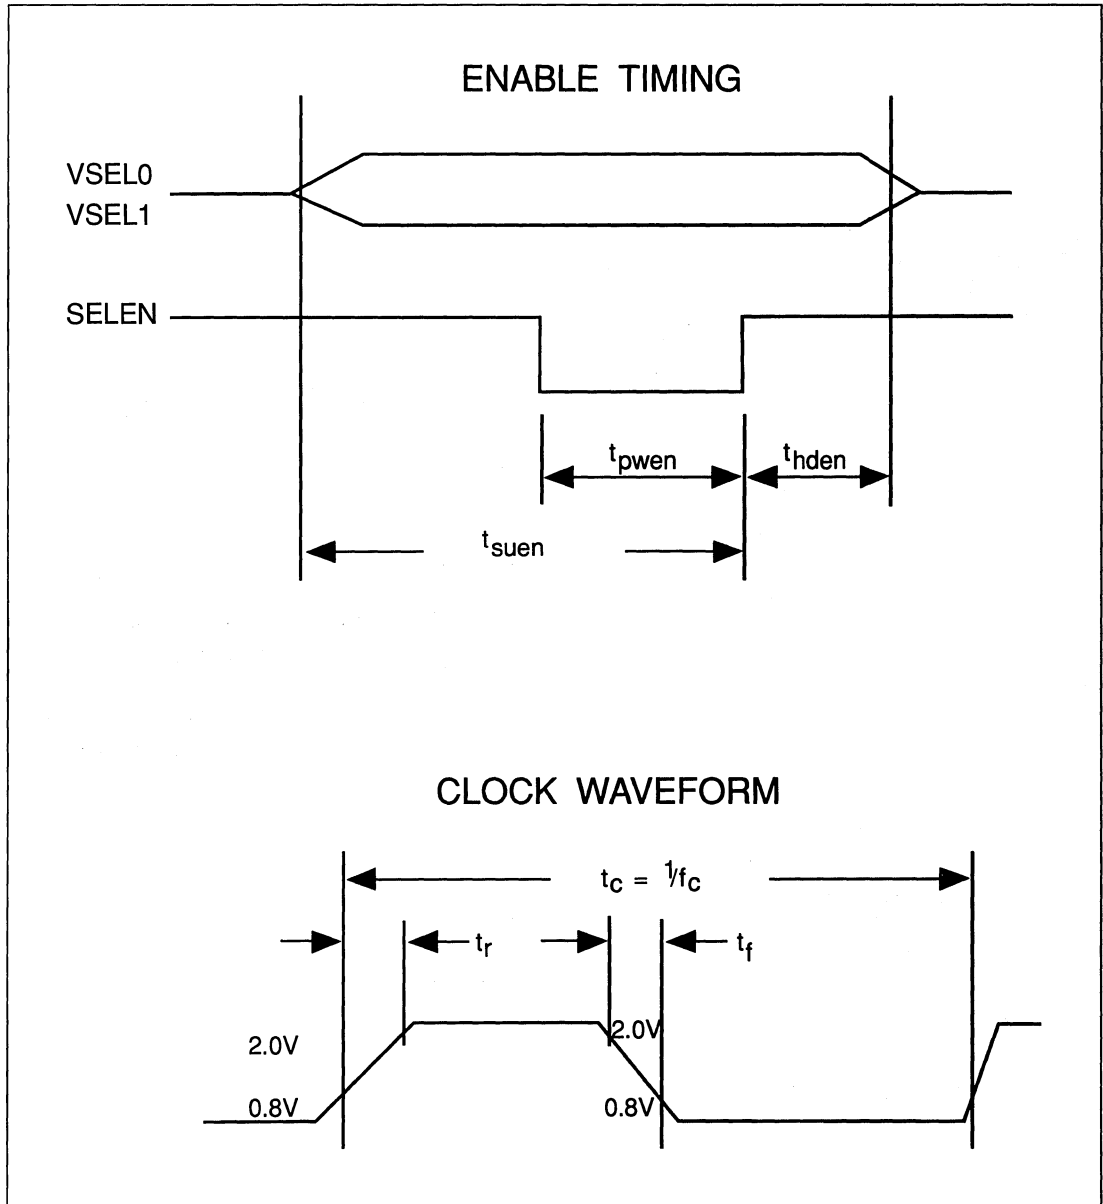 ENABLE TIMING
VSEL0
VSEL1
SELEN
tpwen
thden
tsuen
CLOCK WAVEFORM
tc = 1/fc
tr
tf
2.0V
2.0V
0.8V
0.8V